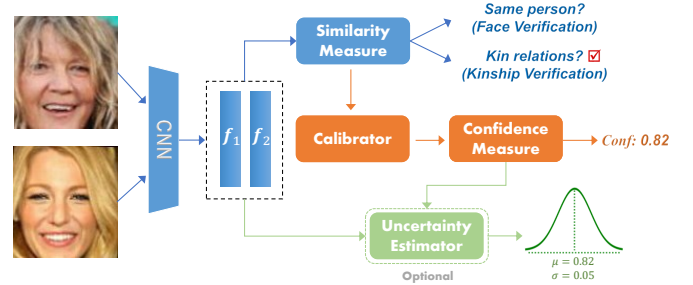 Same person?
(Face Verification)
Similarity
Measure
Kin relations? ☑
(Kinship Verification)
CNN
f₁ f₂
Calibrator
Confidence
Measure
Conf: 0.82
Uncertainty
Estimator
Optional
μ = 0.82
σ = 0.05